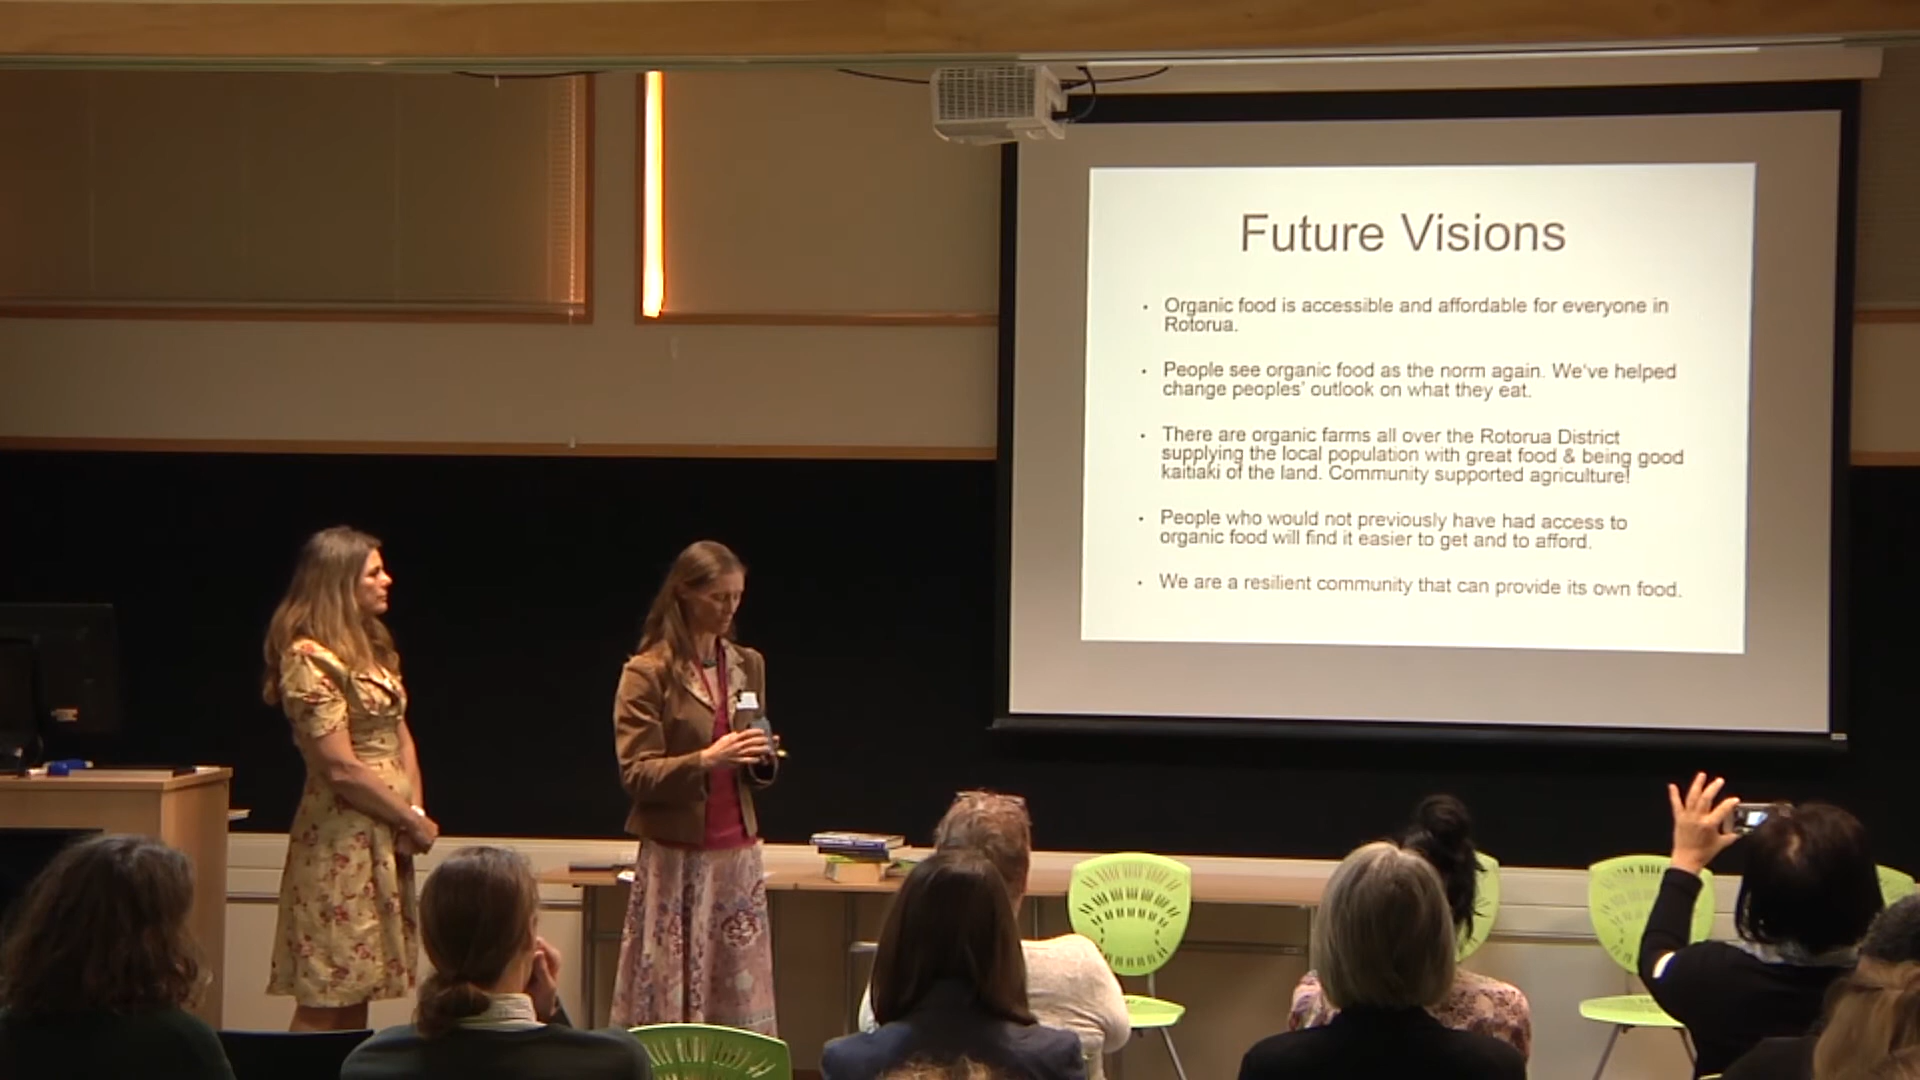 Future Visions
• Organic food is accessible and affordable for everyone in
Rotorua.
• People see organic food as the norm again. We've helped
change peoples' outlook on what they eat.
• There are organic farms all over the Rotorua District
supplying the local population with great food & being good
kaitiaki of the land. Community supported agriculture!
• People who would not previously have had access to
organic food will find it easier to get and to afford.
• We are a resilient community that can provide its own food.